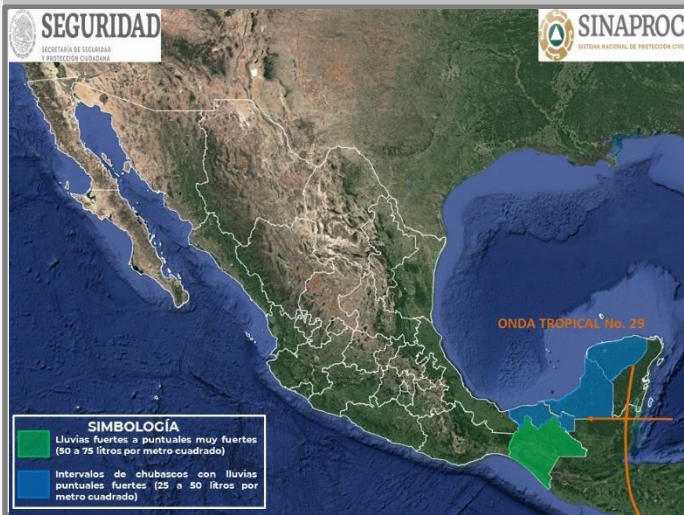 SEGURIDAD
SECRETARÍA DE SEGURIDAD
Y PROTECCIÓN CIUDADANA
SINAPROC
SISTEMA NACIONAL DE PROTECCIÓN CIVIL
ONDA TROPICAL No. 29
SIMBOLOGÍA
Lluvias fuertes a puntuales muy fuertes
(50 a 75 litros por metro cuadrado)
Intervalos de chubascos con lluvias
puntuales fuertes (25 a 50 litros por
metro cuadrado)